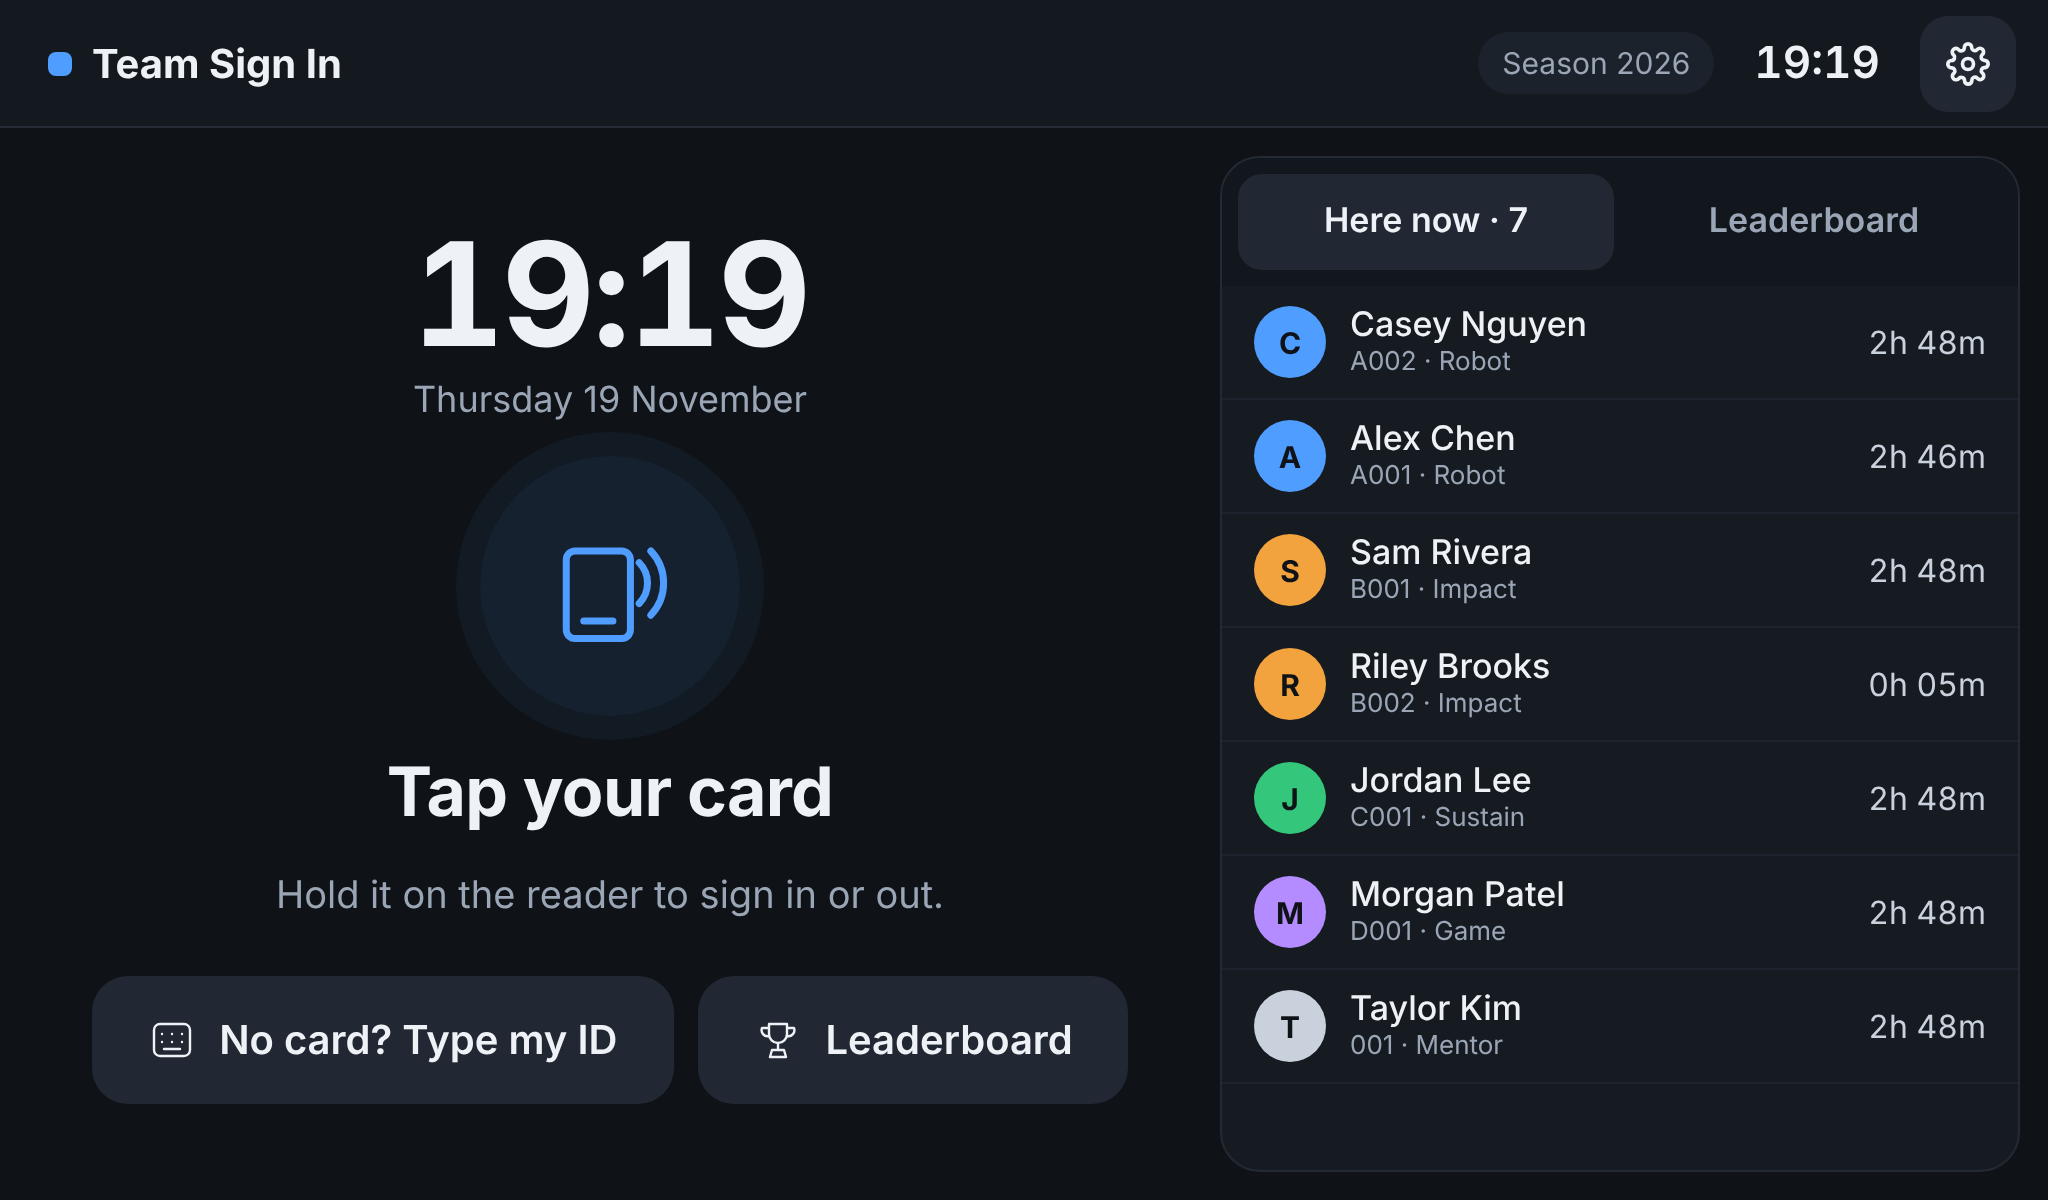 Team Sign In
Season 2026
19:19
19:19
Thursday 19 November
Tap your card
Hold it on the reader to sign in or out.
No card? Type my ID
Leaderboard
Here now · 7
Leaderboard
C
Casey Nguyen
A002 · Robot
2h 48m
A
Alex Chen
A001 · Robot
2h 46m
S
Sam Rivera
B001 · Impact
2h 48m
R
Riley Brooks
B002 · Impact
0h 05m
J
Jordan Lee
C001 · Sustain
2h 48m
M
Morgan Patel
D001 · Game
2h 48m
T
Taylor Kim
001 · Mentor
2h 48m